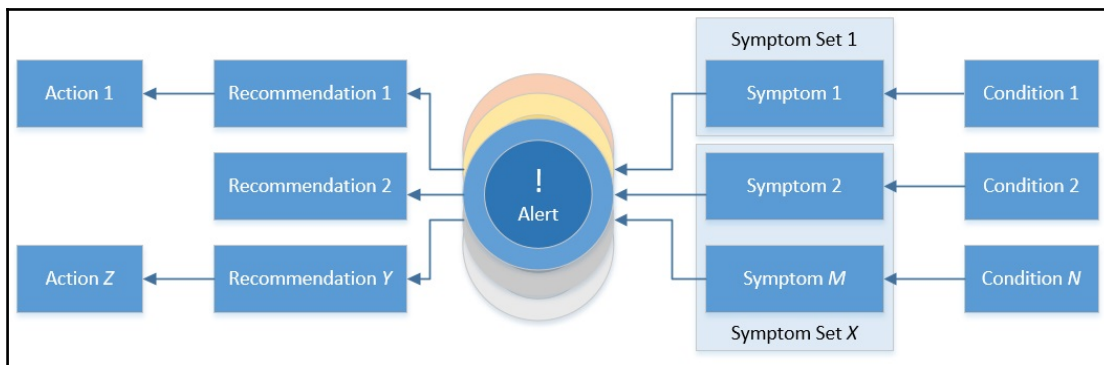 Symptom Set 1
Action 1
Recommendation 1
Symptom 1
Condition 1
Recommendation 2
!
Alert
Symptom 2
Condition 2
Action Z
Recommendation Y
Symptom M
Condition N
Symptom Set X